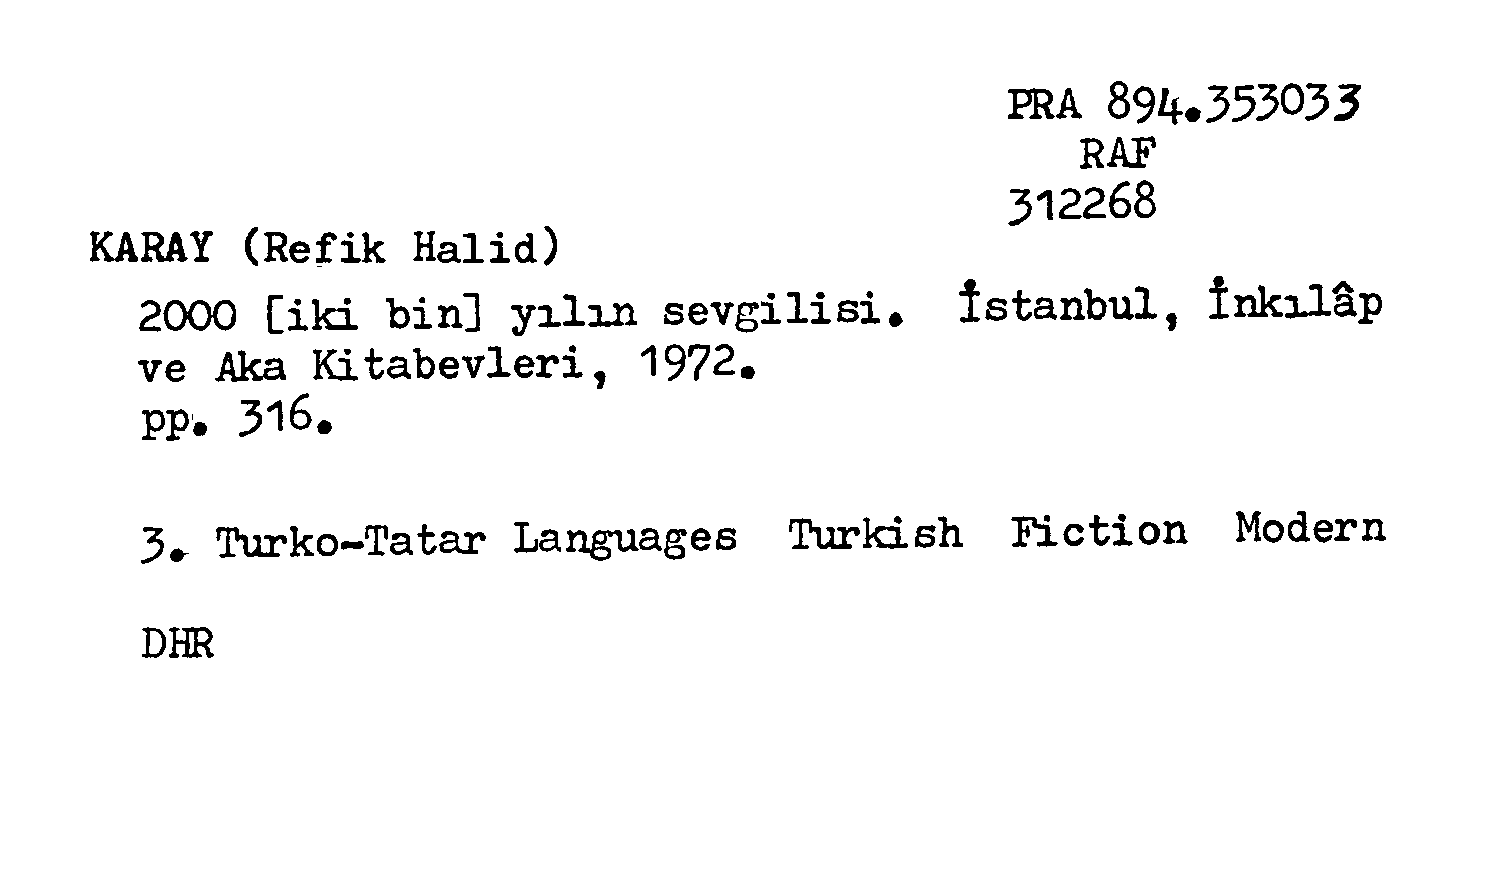 PRA 894.353033
RAF
312268
KARAY (Refik Halid)
2000 [iki bin] yılın sevgilisi. İstanbul, İnkılâp
ve Aka Kitabevleri, 1972.
pp. 316.
3. Turko-Tatar Languages Turkish Fiction Modern
DHR